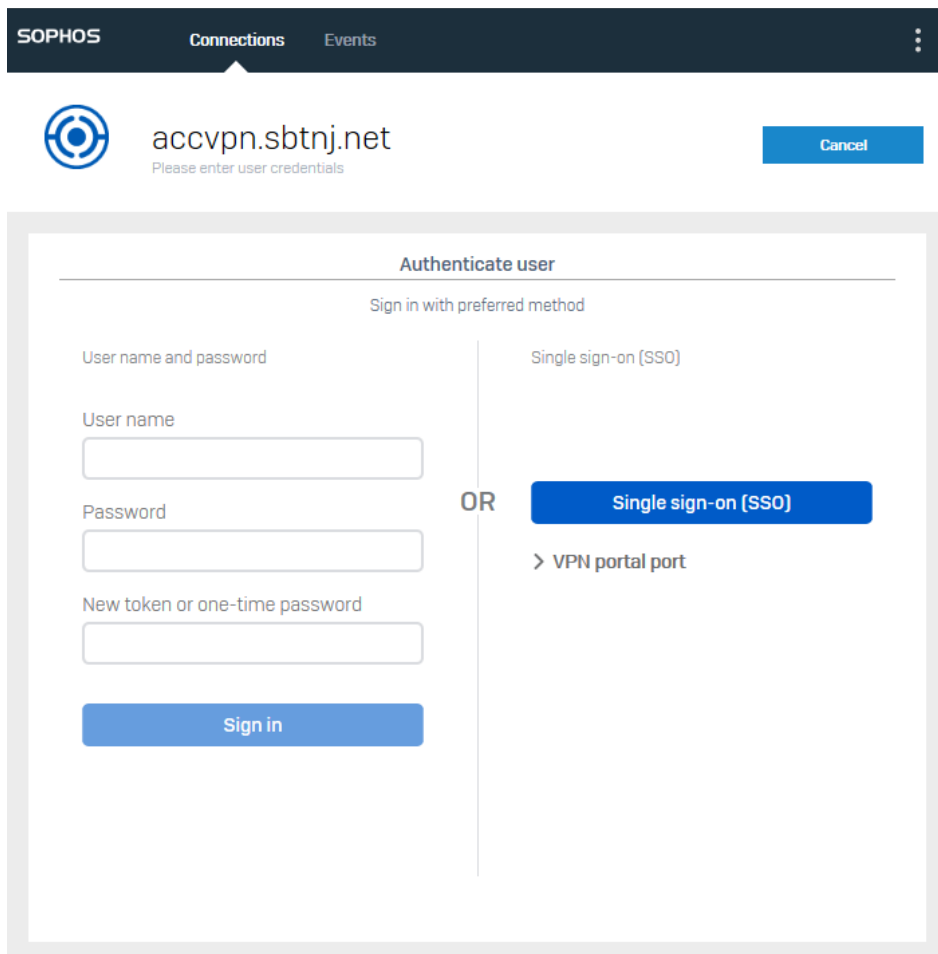 SOPHOS
Connections
Events
accvpn.sbtnj.net
Please enter user credentials
Cancel
Authenticate user
Sign in with preferred method
User name and password
User name
Password
New token or one-time password
Sign in
OR
Single sign-on (SSO)
Single sign-on (SSO)
VPN portal port